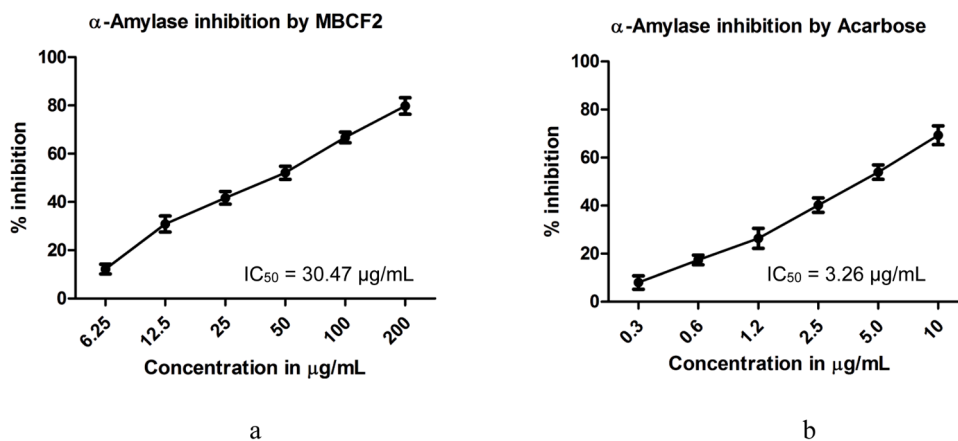 α-Amylase inhibition by MBCF2
100
80
60
40
20
0
% inhibition
IC50 = 30.47 µg/mL
6.25
12.5
25
50
100
200
Concentration in µg/mL
a
α-Amylase inhibition by Acarbose
100
80
60
40
20
0
% inhibition
IC50 = 3.26 µg/mL
0.3
0.6
1.2
2.5
5.0
10
Concentration in µg/mL
b